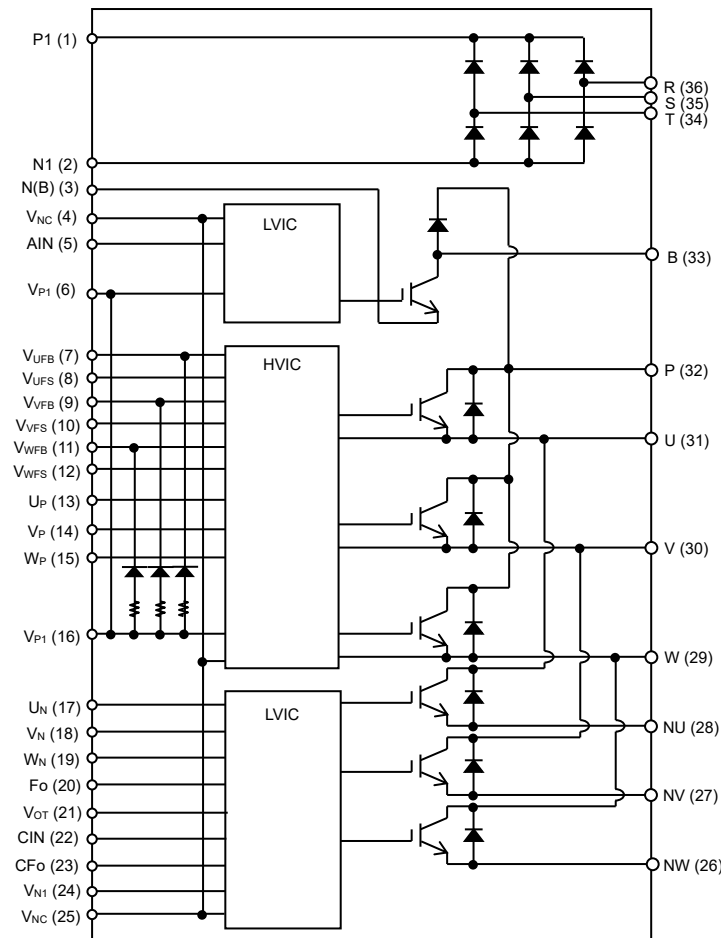 P1 (1)
N1 (2)
N(B) (3)
VNC (4)
AIN (5)
VP1 (6)
VUFB (7)
VUFS (8)
VVFB (9)
VVFS (10)
VWFB (11)
VWFS (12)
UP (13)
VP (14)
WP (15)
VP1 (16)
UN (17)
VN (18)
WN (19)
Fo (20)
VOT (21)
CIN (22)
CFo (23)
VN1 (24)
VNC (25)
LVIC
HVIC
LVIC
R (36)
S (35)
T (34)
B (33)
P (32)
U (31)
V (30)
W (29)
NU (28)
NV (27)
NW (26)